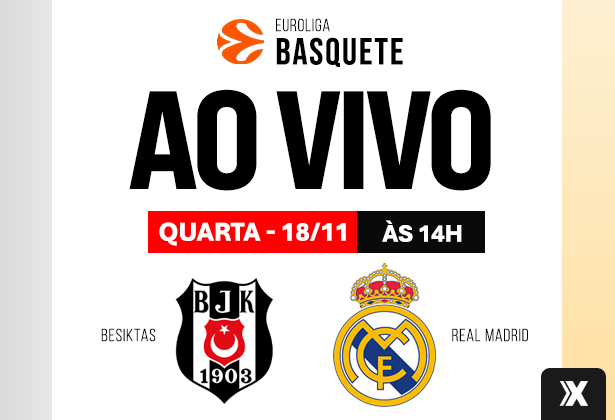 EUROLIGA
BASQUETE
AO VIVO
QUARTA - 18/11 ÀS 14H
BJK
1903
BESIKTAS
REAL MADRID
X